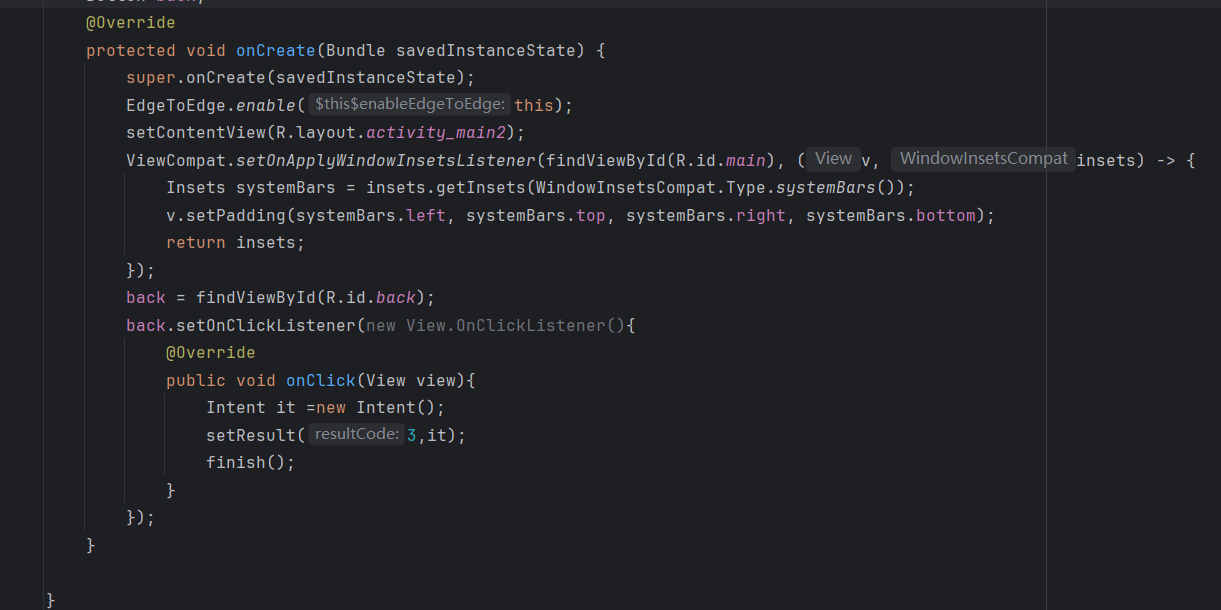 @Override
protected void onCreate(Bundle savedInstanceState) {
super.onCreate(savedInstanceState);
EdgeToEdge.enable( $this$enableEdgeToEdge: this);
setContentView(R.layout.activity_main2);
ViewCompat.setOnApplyWindowInsetsListener(findViewById(R.id.main), ( View v, WindowInsetsCompat insets) -> {
Insets systemBars = insets.getInsets(WindowInsetsCompat.Type.systemBars());
v.setPadding(systemBars.left, systemBars.top, systemBars.right, systemBars.bottom);
return insets;
});
back = findViewById(R.id.back);
back.setOnClickListener(new View.OnClickListener(){
@Override
public void onClick(View view){
Intent it =new Intent();
setResult( resultCode: 3,it);
finish();
}
});
}
}